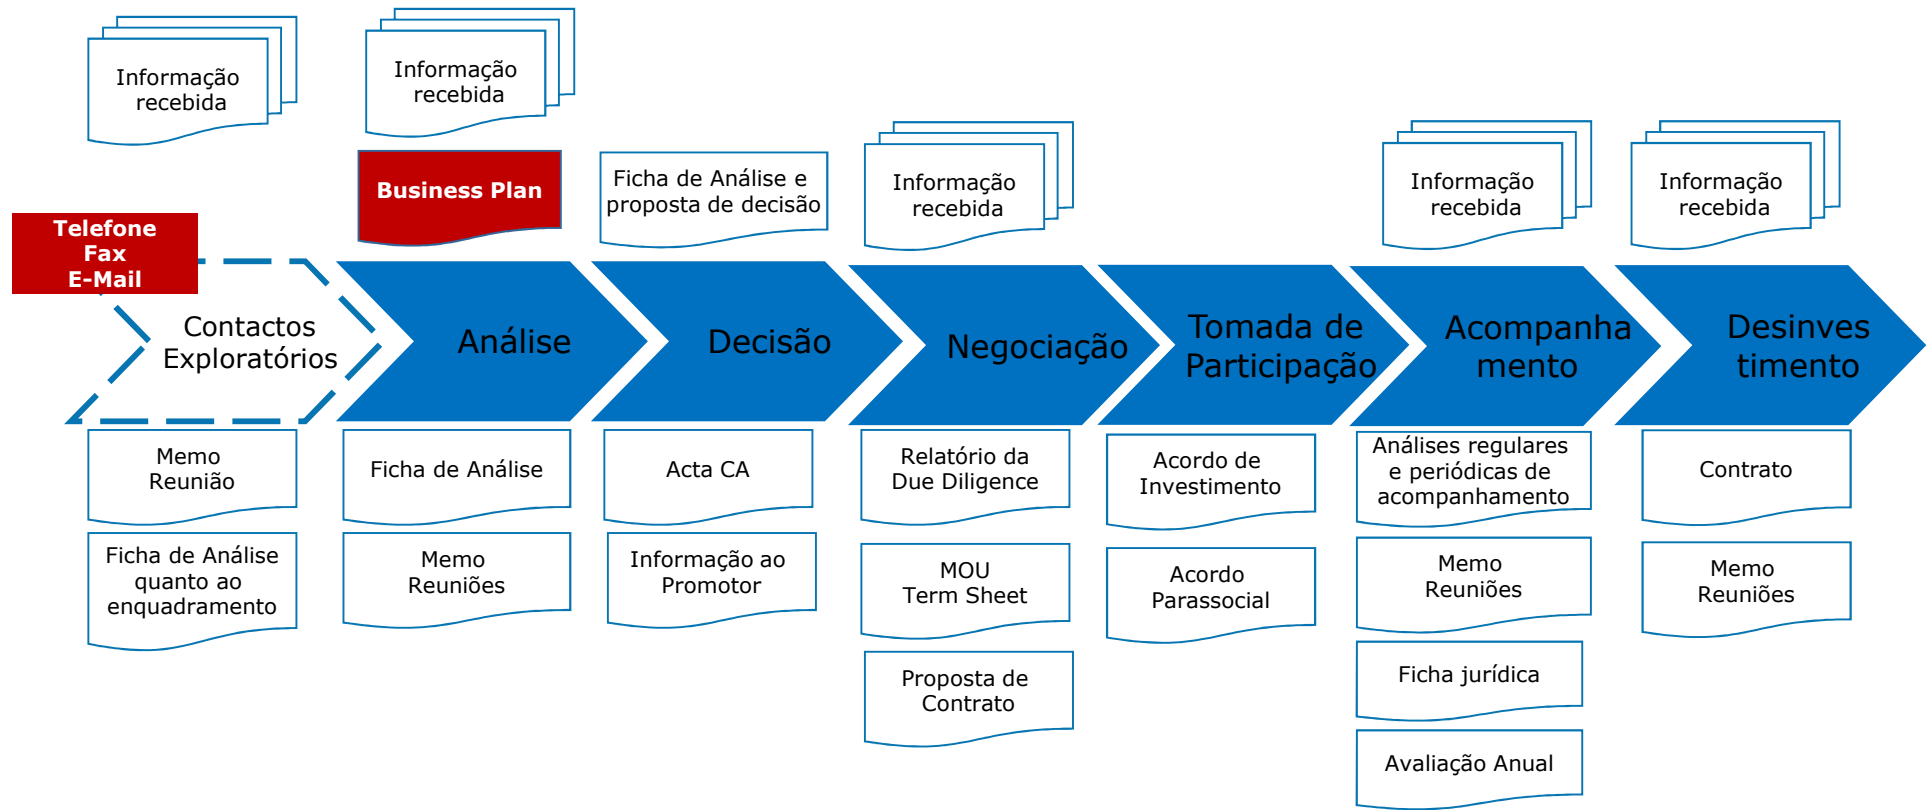 Informação
recebida
Informação
recebida
Business Plan
Ficha de Análise e
proposta de decisão
Informação
recebida
Informação
recebida
Informação
recebida
Telefone
Fax
E-Mail
Contactos
Exploratórios
Análise
Decisão
Negociação
Tomada de
Participação
Acompanha
mento
Desinves
timento
Memo
Reunião
Ficha de Análise
quanto ao
enquadramento
Ficha de Análise
Memo
Reuniões
Acta CA
Informação ao
Promotor
Relatório da
Due Diligence
MOU
Term Sheet
Proposta de
Contrato
Acordo de
Investimento
Acordo
Parassocial
Análises regulares
e periódicas de
acompanhamento
Memo
Reuniões
Ficha jurídica
Avaliação Anual
Contrato
Memo
Reuniões